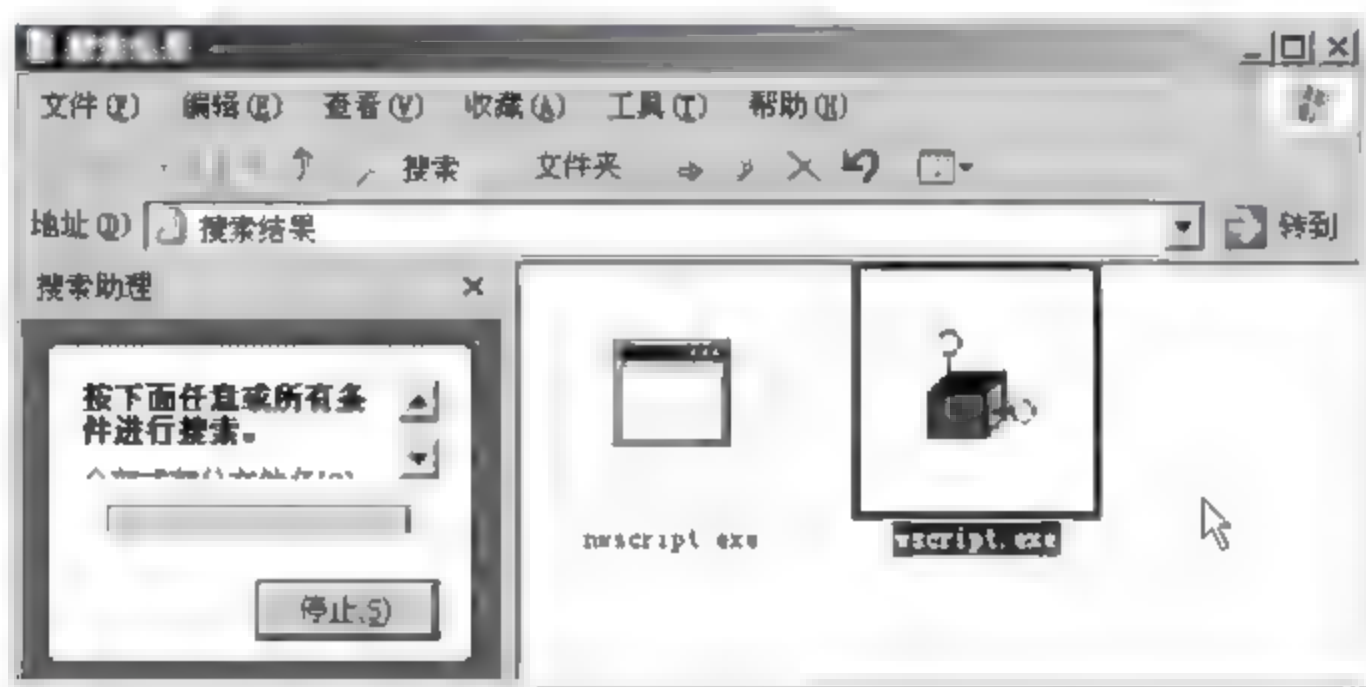 文件(F) 编辑(E) 查看(V) 收藏(A) 工具(T) 帮助(H)
搜索 文件夹
地址(D) 搜索结果 转到
搜索助理
按下面任意或所有条
件进行搜索。
停止(S)
nwscript.exe wscript.exe